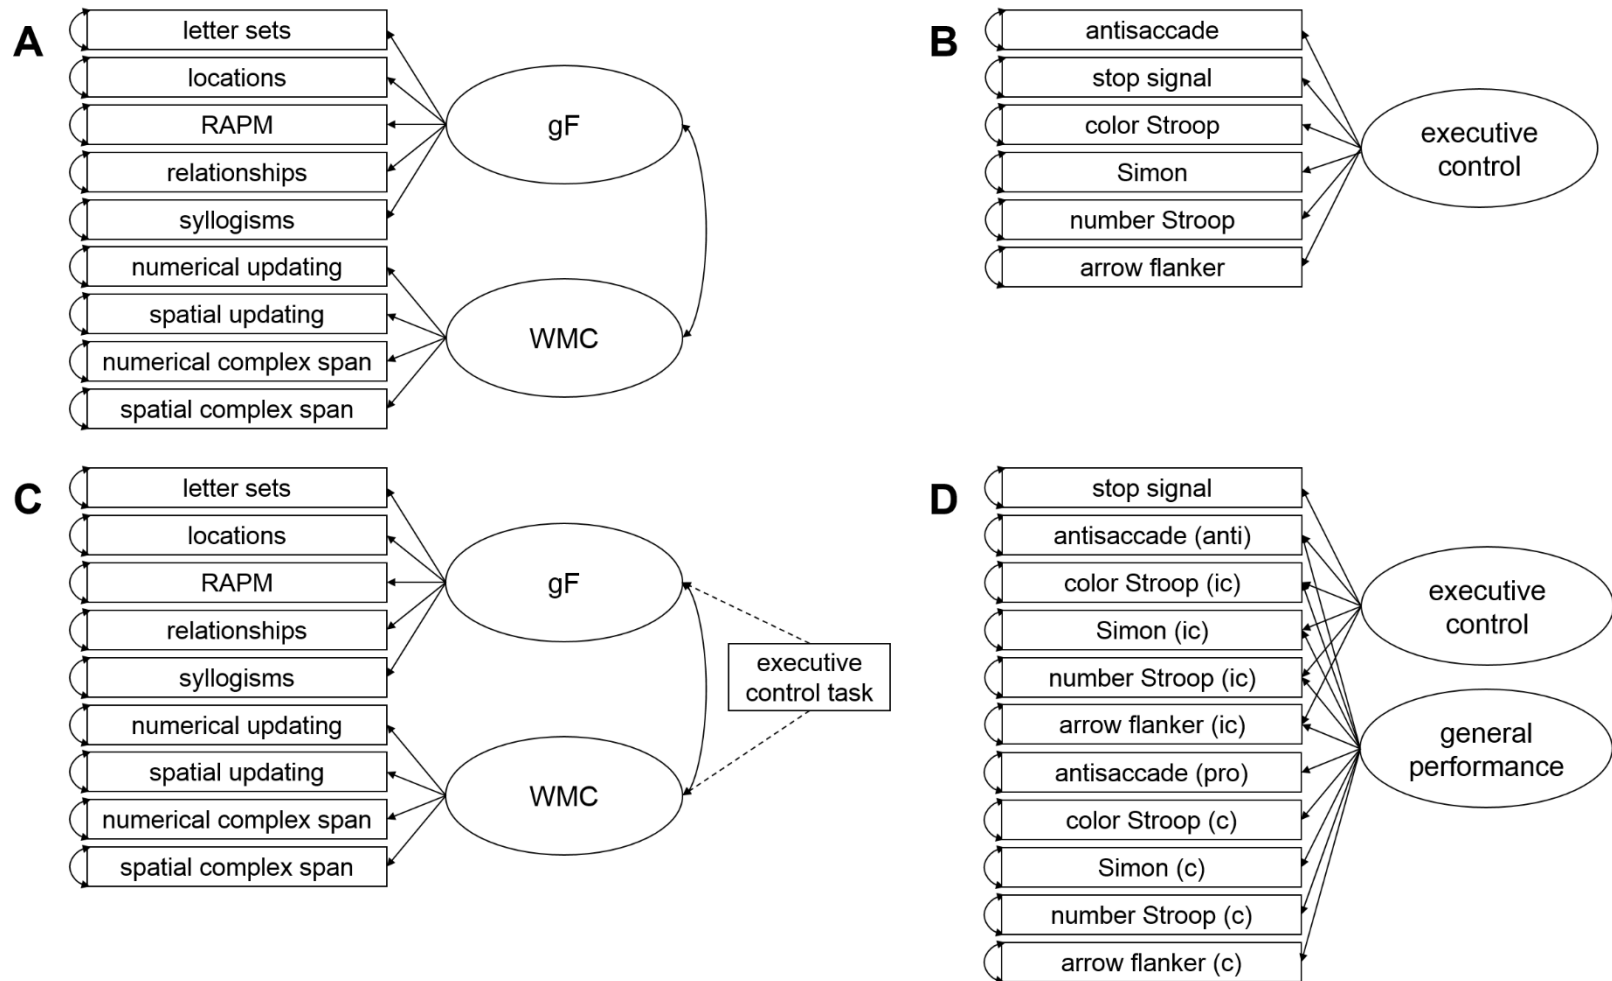 A
letter sets
locations
RAPM
relationships
syllogisms
numerical updating
spatial updating
numerical complex span
spatial complex span
gF
WMC
B
antisaccade
stop signal
color Stroop
Simon
number Stroop
arrow flanker
executive
control
C
letter sets
locations
RAPM
relationships
syllogisms
numerical updating
spatial updating
numerical complex span
spatial complex span
gF
WMC
executive
control task
D
stop signal
antisaccade (anti)
color Stroop (ic)
Simon (ic)
number Stroop (ic)
arrow flanker (ic)
antisaccade (pro)
color Stroop (c)
Simon (c)
number Stroop (c)
arrow flanker (c)
executive
control
general
performance